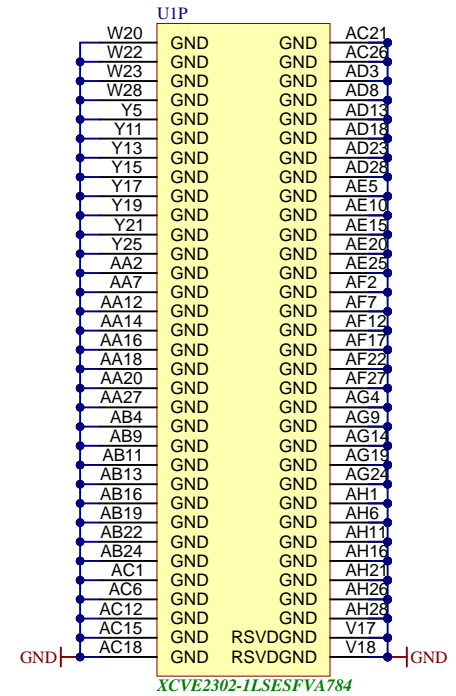 U1P
W20 GND GND AC21
W22 GND GND AC26
W23 GND GND AD3
W28 GND GND AD8
Y5 GND GND AD13
Y11 GND GND AD18
Y13 GND GND AD23
Y15 GND GND AD28
Y17 GND GND AE5
Y19 GND GND AE10
Y21 GND GND AE15
Y25 GND GND AE20
AA2 GND GND AE25
AA7 GND GND AF2
AA12 GND GND AF7
AA14 GND GND AF12
AA16 GND GND AF17
AA18 GND GND AF22
AA20 GND GND AF27
AA27 GND GND AG4
AB4 GND GND AG9
AB9 GND GND AG14
AB11 GND GND AG19
AB13 GND GND AG24
AB16 GND GND AH1
AB19 GND GND AH6
AB22 GND GND AH11
AB24 GND GND AH16
AC1 GND GND AH21
AC6 GND GND AH26
AC12 GND GND AH28
AC15 GND RSVDGND V17
GND AC18 GND RSVDGND V18 GND
XCVE2302-1LSESFVA784